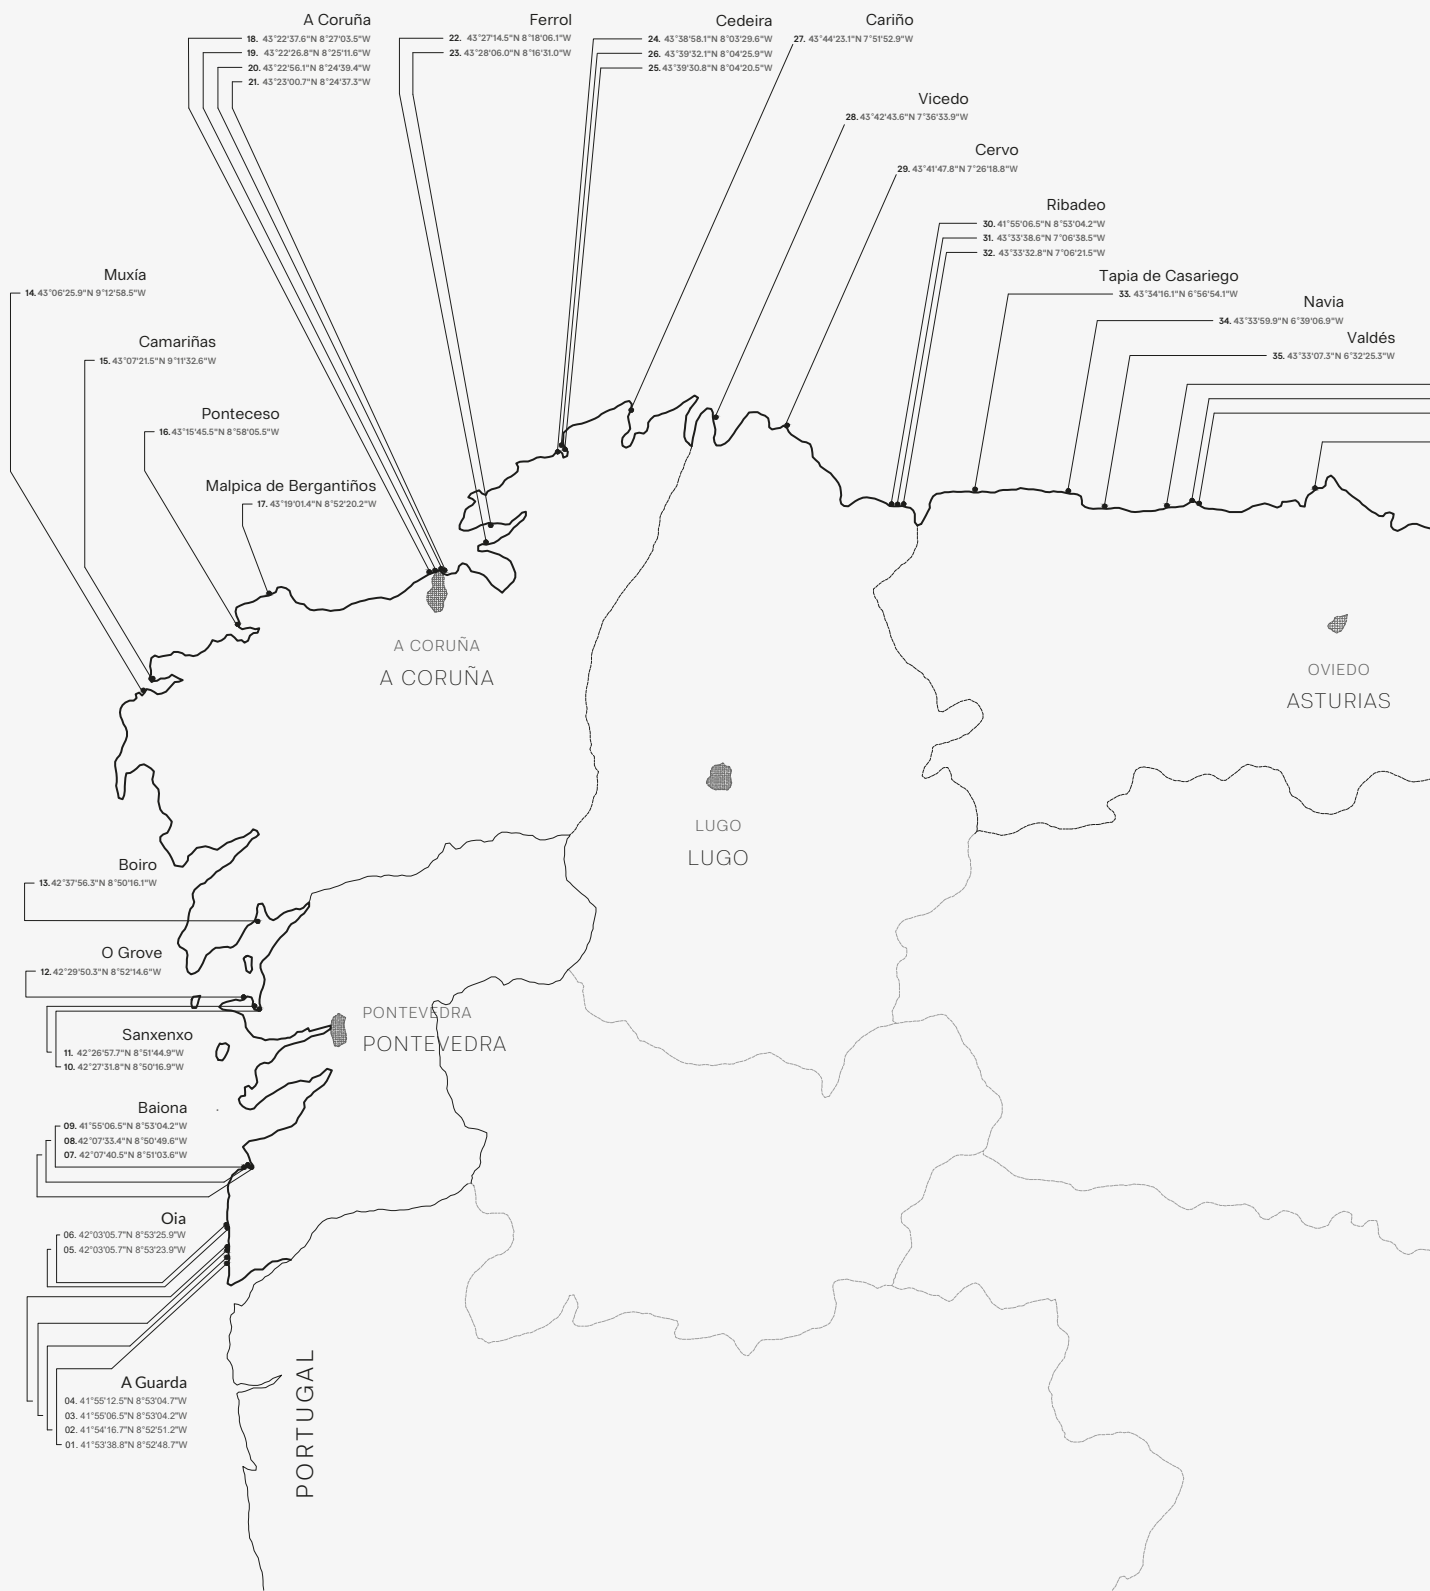 A Coruña
18. 43°22'37.6"N 8°27'03.5"W
19. 43°22'26.8"N 8°25'11.6"W
20. 43°22'56.1"N 8°24'39.4"W
21. 43°23'00.7"N 8°24'37.3"W
Ferrol
22. 43°27'14.5"N 8°18'06.1"W
23. 43°28'06.0"N 8°16'31.0"W
Cedeira
24. 43°38'58.1"N 8°03'29.6"W
26. 43°39'32.1"N 8°04'25.9"W
25. 43°39'30.8"N 8°04'20.5"W
Cariño
27. 43°44'23.1"N 7°51'52.9"W
Vicedo
28. 43°42'43.6"N 7°36'33.9"W
Cervo
29. 43°41'47.8"N 7°26'18.8"W
Ribadeo
30. 41°55'06.5"N 8°53'04.2"W
31. 43°33'38.6"N 7°06'38.5"W
32. 43°33'32.8"N 7°06'21.5"W
Tapia de Casariego
33. 43°34'16.1"N 6°56'54.1"W
Navia
34. 43°33'59.9"N 6°39'06.9"W
Valdés
35. 43°33'07.3"N 6°32'25.3"W
Muxía
14. 43°06'25.9"N 9°12'58.5"W
Camariñas
15. 43°07'21.5"N 9°11'32.6"W
Ponteceso
16. 43°15'45.5"N 8°58'05.5"W
Malpica de Bergantiños
17. 43°19'01.4"N 8°52'20.2"W
A CORUÑA
A CORUÑA
OVIEDO
ASTURIAS
LUGO
LUGO
Boiro
13. 42°37'56.3"N 8°50'16.1"W
O Grove
12. 42°29'50.3"N 8°52'14.6"W
PONTEVEDRA
PONTEVEDRA
Sanxenxo
11. 42°26'57.7"N 8°51'44.9"W
10. 42°27'31.8"N 8°50'16.9"W
Baiona
09. 41°55'06.5"N 8°53'04.2"W
08. 42°07'33.4"N 8°50'49.6"W
07. 42°07'40.5"N 8°51'03.6"W
Oia
06. 42°03'05.7"N 8°53'25.9"W
05. 42°03'05.7"N 8°53'23.9"W
A Guarda
04. 41°55'12.5"N 8°53'04.7"W
03. 41°55'06.5"N 8°53'04.2"W
02. 41°54'16.7"N 8°52'51.2"W
01. 41°53'38.8"N 8°52'48.7"W
PORTUGAL